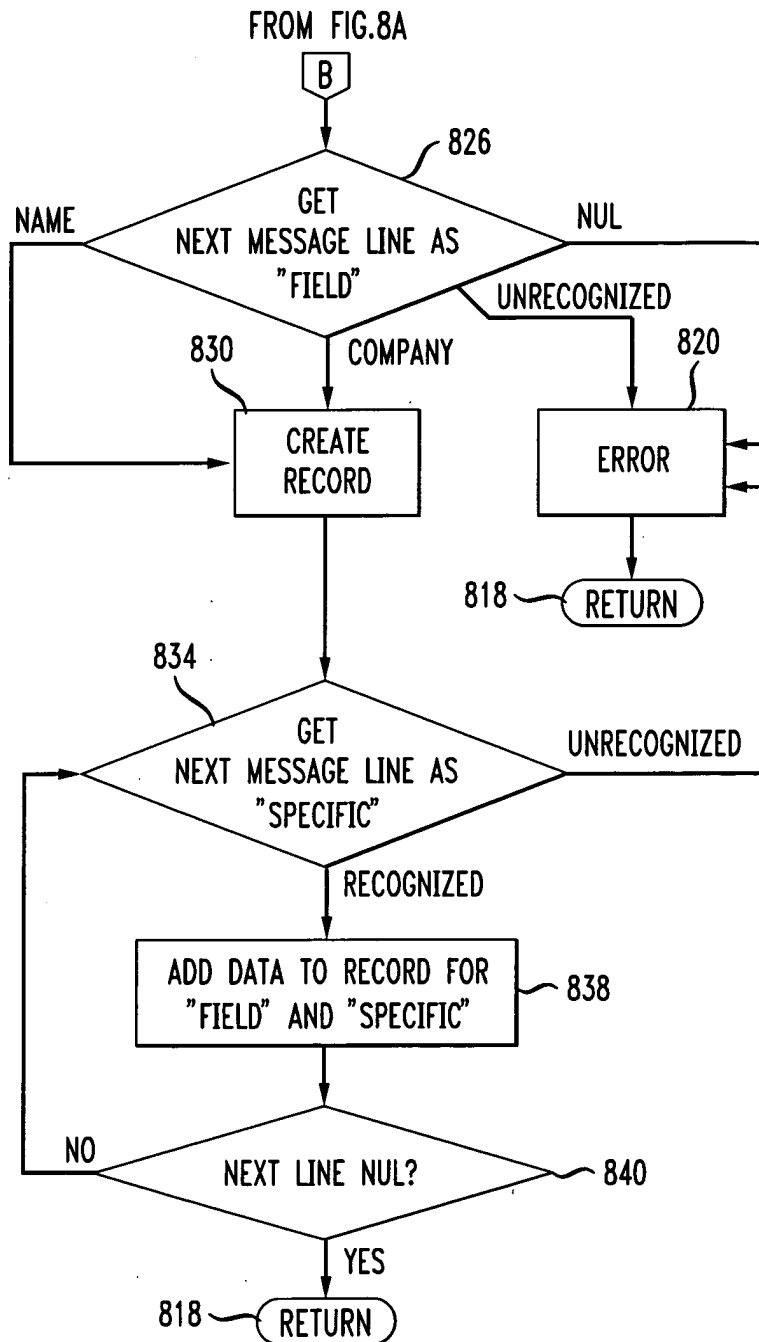 FROM FIG.8A
B
826
GET
NEXT MESSAGE LINE AS
"FIELD"
NAME
NUL
UNRECOGNIZED
COMPANY
830
CREATE
RECORD
820
ERROR
818
RETURN
834
GET
NEXT MESSAGE LINE AS
"SPECIFIC"
UNRECOGNIZED
RECOGNIZED
ADD DATA TO RECORD FOR
"FIELD" AND "SPECIFIC"
838
NO
NEXT LINE NUL?
840
YES
818
RETURN